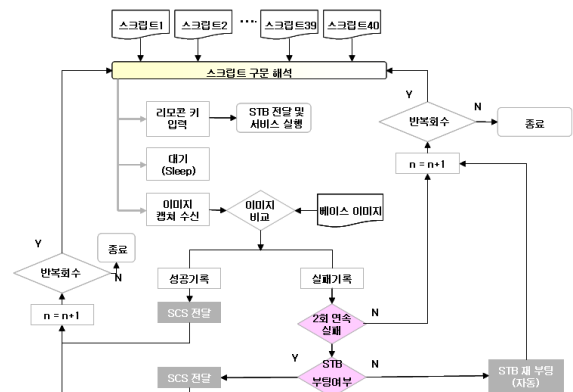 스크립트1
스크립트2
....
스크립트39
스크립트40
스크립트 구문 해석
리모콘 키
입력
STB 전달 및
서비스 실행
대기
(Sleep)
이미지
캡쳐 수신
이미지
비교
베이스 이미지
Y
반복회수
N
종료
n = n+1
Y
반복회수
N
종료
n = n+1
성공기록
실패기록
SCS 전달
2회 연속
실패
N
STB
부팅여부
Y
N
SCS 전달
STB 재 부팅
(자동)